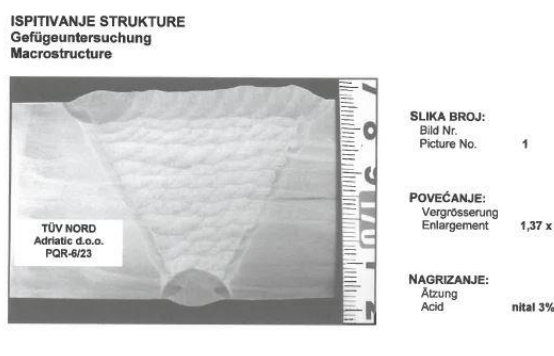 ISPITIVANJE STRUKTURE
Gefügeuntersuchung
Macrostructure
TÜV NORD
Adriatic d.o.o.
PQR-6/23
SLIKA BROJ:
Bild Nr.
Picture No. 1
POVEĆANJE:
Vergrösserung
Enlargement 1,37 x
NAGRIZANJE:
Ätzung
Acid nital 3%